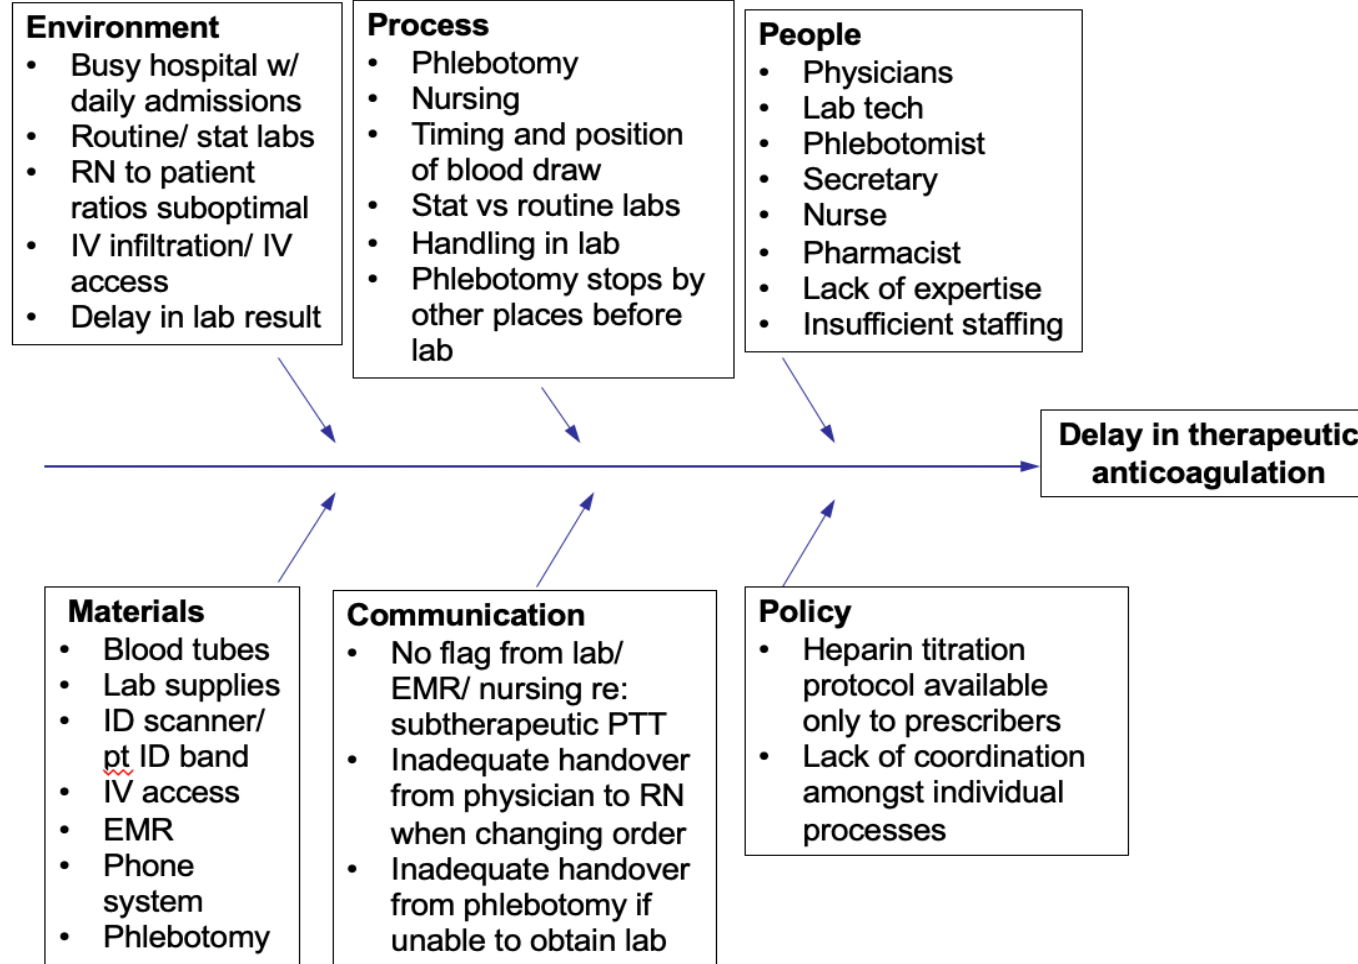 Environment
• Busy hospital w/
daily admissions
• Routine/ stat labs
• RN to patient
ratios suboptimal
• IV infiltration/ IV
access
• Delay in lab result
Process
• Phlebotomy
• Nursing
• Timing and position
of blood draw
• Stat vs routine labs
• Handling in lab
• Phlebotomy stops by
other places before
lab
People
• Physicians
• Lab tech
• Phlebotomist
• Secretary
• Nurse
• Pharmacist
• Lack of expertise
• Insufficient staffing
Delay in therapeutic
anticoagulation
Materials
• Blood tubes
• Lab supplies
• ID scanner/
pt ID band
• IV access
• EMR
• Phone
system
• Phlebotomy
Communication
• No flag from lab/
EMR/ nursing re:
subtherapeutic PTT
• Inadequate handover
from physician to RN
when changing order
• Inadequate handover
from phlebotomy if
unable to obtain lab
Policy
• Heparin titration
protocol available
only to prescribers
• Lack of coordination
amongst individual
processes